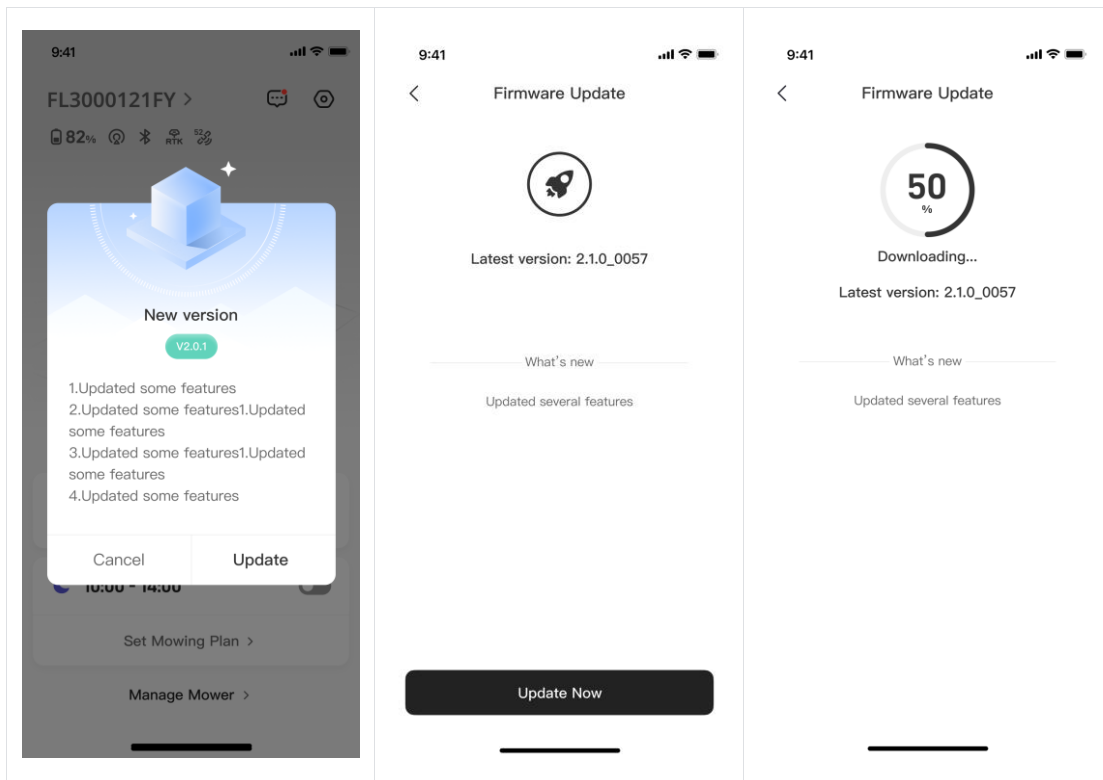 9:41
FL3000121FY >
82%
RTK
52
New version
V2.0.1
1.Updated some features
2.Updated some features1.Updated
some features
3.Updated some features1.Updated
some features
4.Updated some features
Cancel
Update
10:00 - 14:00
Set Mowing Plan >
Manage Mower >
9:41
Firmware Update
Latest version: 2.1.0_0057
What's new
Updated several features
Update Now
9:41
Firmware Update
50
%
Downloading...
Latest version: 2.1.0_0057
What's new
Updated several features